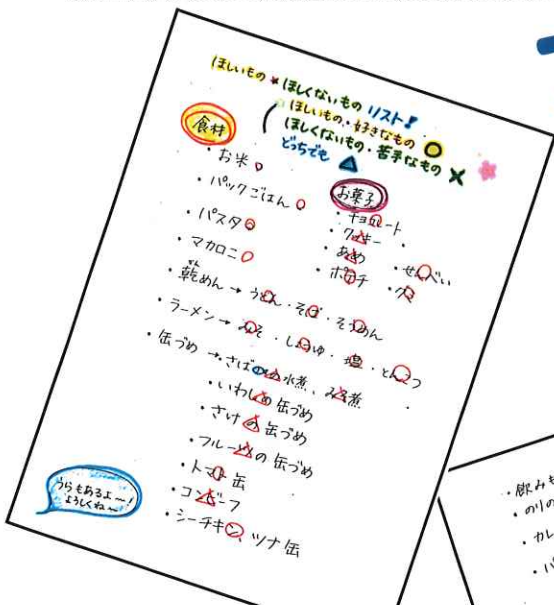 ほしいもの ★ ほしくないもの リスト!
ほしいもの・好きなもの ○
ほしくないもの・苦手なもの ×
どっちでも △
食材
・お米 ○
・パックごはん ○
・パスタ ○
・マカロニ ○
・乾めん → うどん・そば・そうめん
・ラーメン → みそ・しょうゆ・塩・とんこつ
・缶づめ → さばの水煮、みそ煮
・いわしの缶づめ
・さけの缶づめ
・フルーツの缶づめ
・トマト缶
・コンビーフ
・シーチキン、ツナ缶
お菓子
・チョコレート
・クッキー
・あめ
・せんべい
・ポテチ
・グミ
うらもあるよ〜!
よろしくね〜
・飲みも
・のりの
・カレ